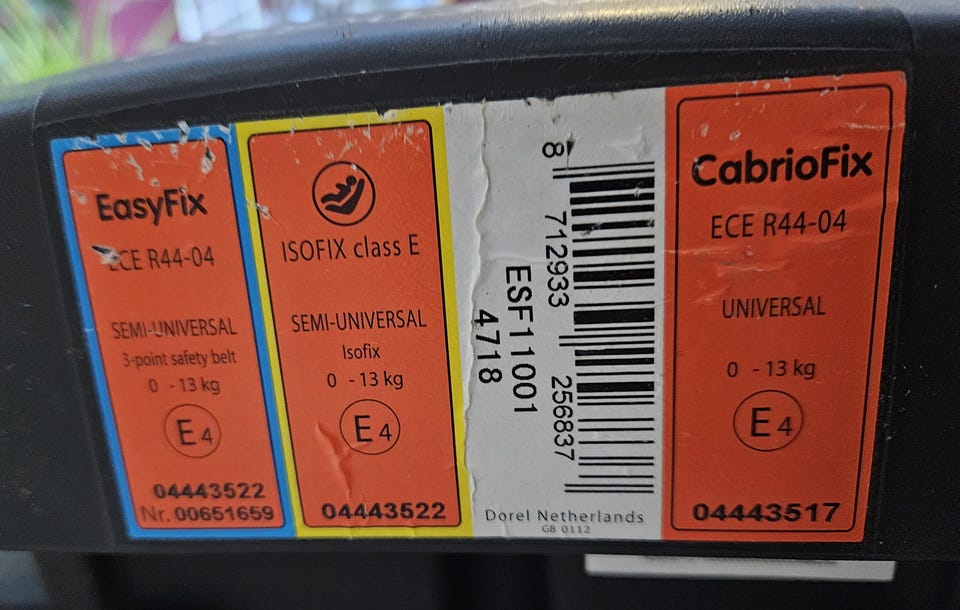 EasyFix
ECE R44-04
SEMI-UNIVERSAL
3-point safety belt
0 - 13 kg
E4
04443522
Nr. 00651659
ISOFIX class E
SEMI-UNIVERSAL
Isofix
0 - 13 kg
E4
04443522
8 712933 256837
ESF11001
4718
Dorel Netherlands
GB 0112
CabrioFix
ECE R44-04
UNIVERSAL
0 - 13 kg
E4
04443517